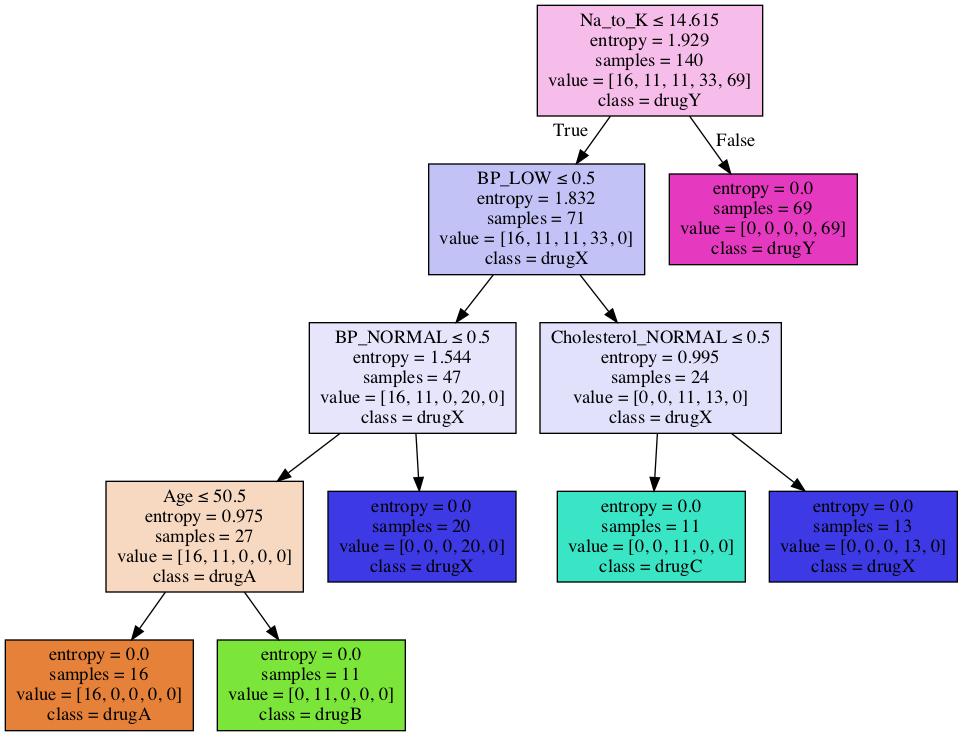 Na_to_K ≤ 14.615
entropy = 1.929
samples = 140
value = [16, 11, 11, 33, 69]
class = drugY
True
False
BP_LOW ≤ 0.5
entropy = 1.832
samples = 71
value = [16, 11, 11, 33, 0]
class = drugX
entropy = 0.0
samples = 69
value = [0, 0, 0, 0, 69]
class = drugY
BP_NORMAL ≤ 0.5
entropy = 1.544
samples = 47
value = [16, 11, 0, 20, 0]
class = drugX
Cholesterol_NORMAL ≤ 0.5
entropy = 0.995
samples = 24
value = [0, 0, 11, 13, 0]
class = drugX
Age ≤ 50.5
entropy = 0.975
samples = 27
value = [16, 11, 0, 0, 0]
class = drugA
entropy = 0.0
samples = 20
value = [0, 0, 0, 20, 0]
class = drugX
entropy = 0.0
samples = 11
value = [0, 0, 11, 0, 0]
class = drugC
entropy = 0.0
samples = 13
value = [0, 0, 0, 13, 0]
class = drugX
entropy = 0.0
samples = 16
value = [16, 0, 0, 0, 0]
class = drugA
entropy = 0.0
samples = 11
value = [0, 11, 0, 0, 0]
class = drugB